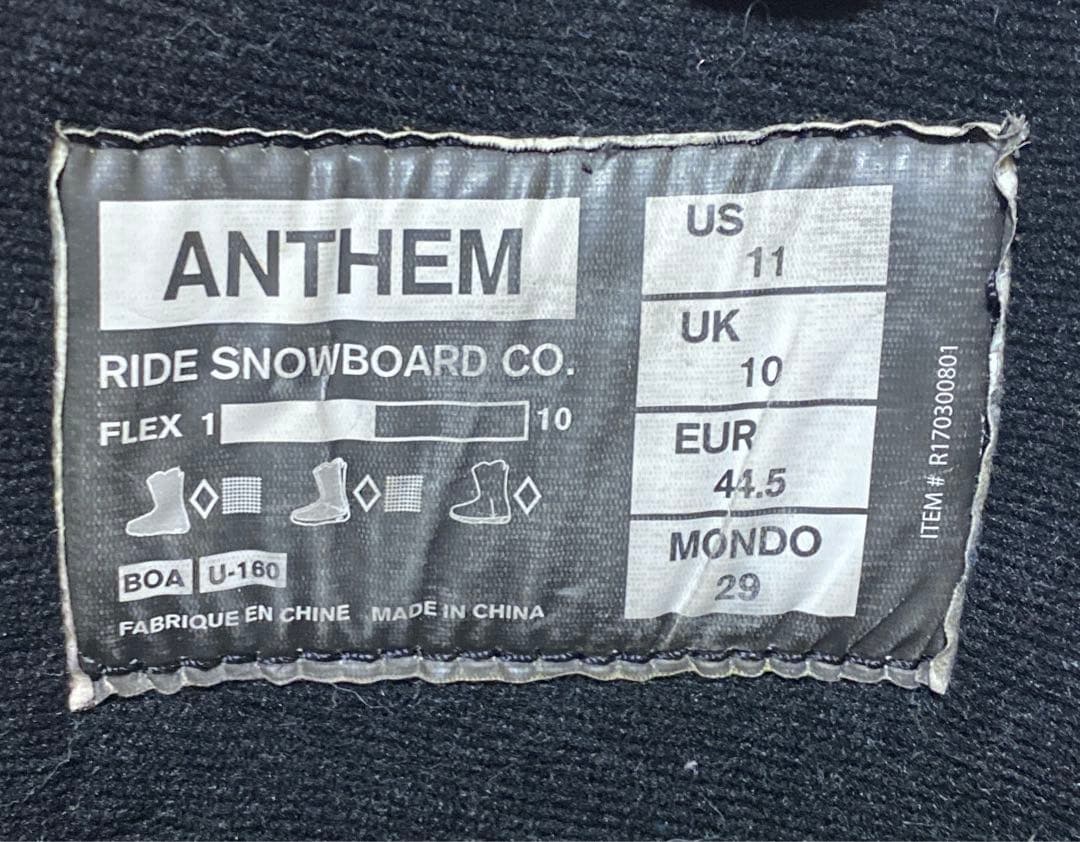 ANTHEM
RIDE SNOWBOARD CO.
FLEX 1 10
BOA U-160
FABRIQUE EN CHINE MADE IN CHINA
US
11
UK
10
EUR
44.5
MONDO
29
ITEM # R170300801